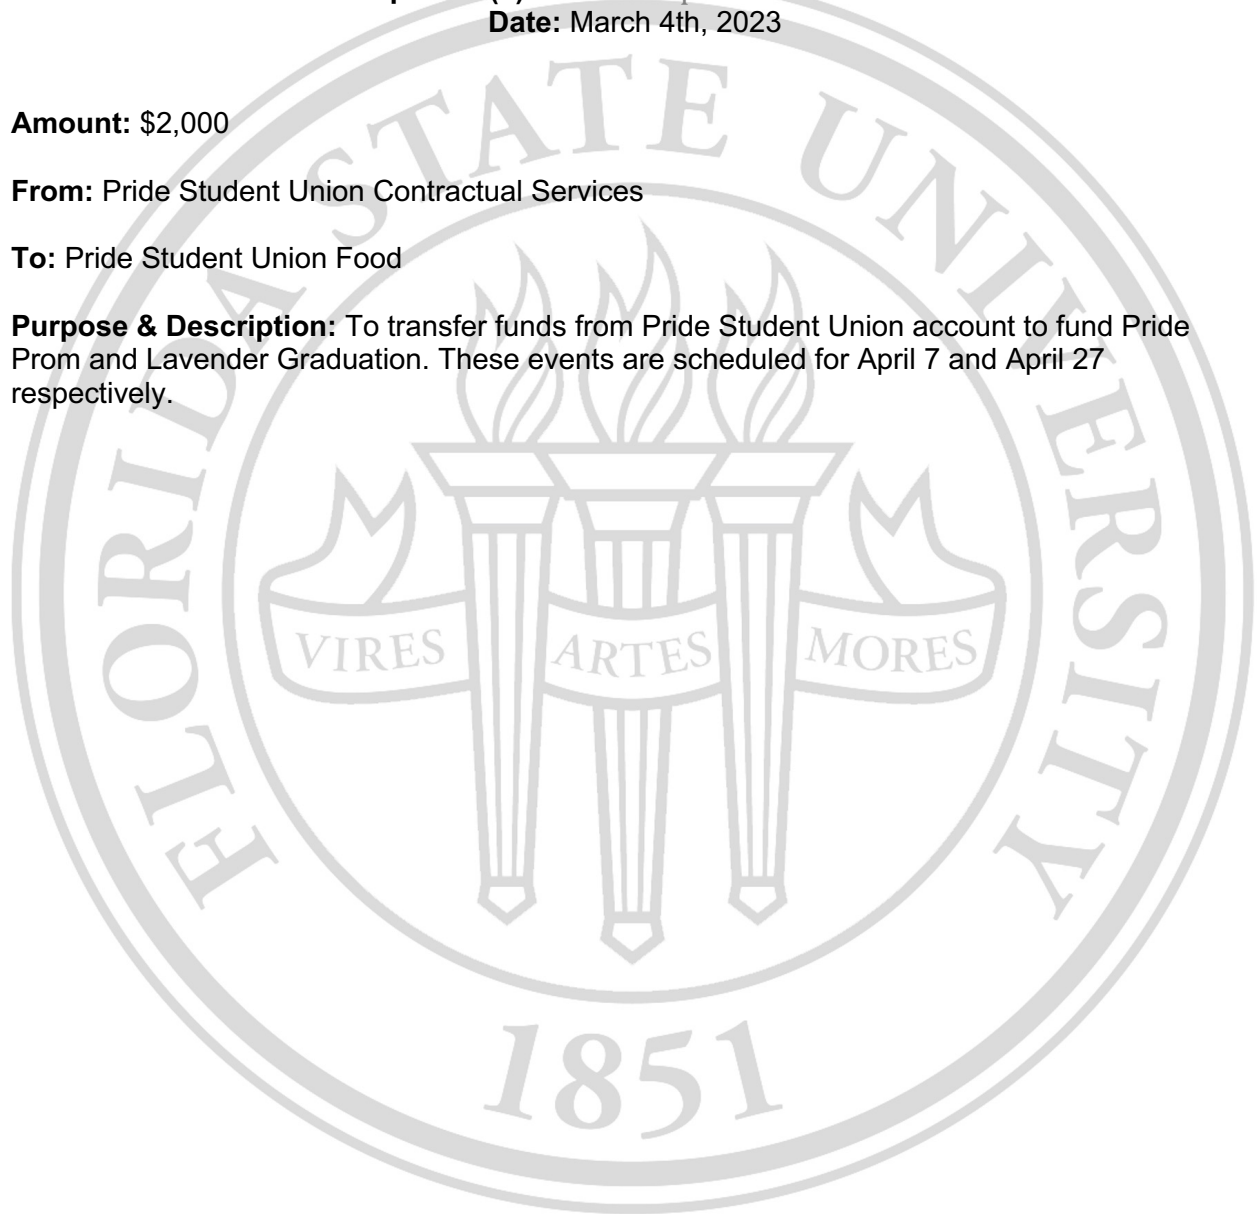 Date: March 4th, 2023
Amount: $2,000
From: Pride Student Union Contractual Services
To: Pride Student Union Food
Purpose & Description: To transfer funds from Pride Student Union account to fund Pride
Prom and Lavender Graduation. These events are scheduled for April 7 and April 27
respectively.
FLORIDA STATE UNIVERSITY
VIRES ARTES MORES
1851